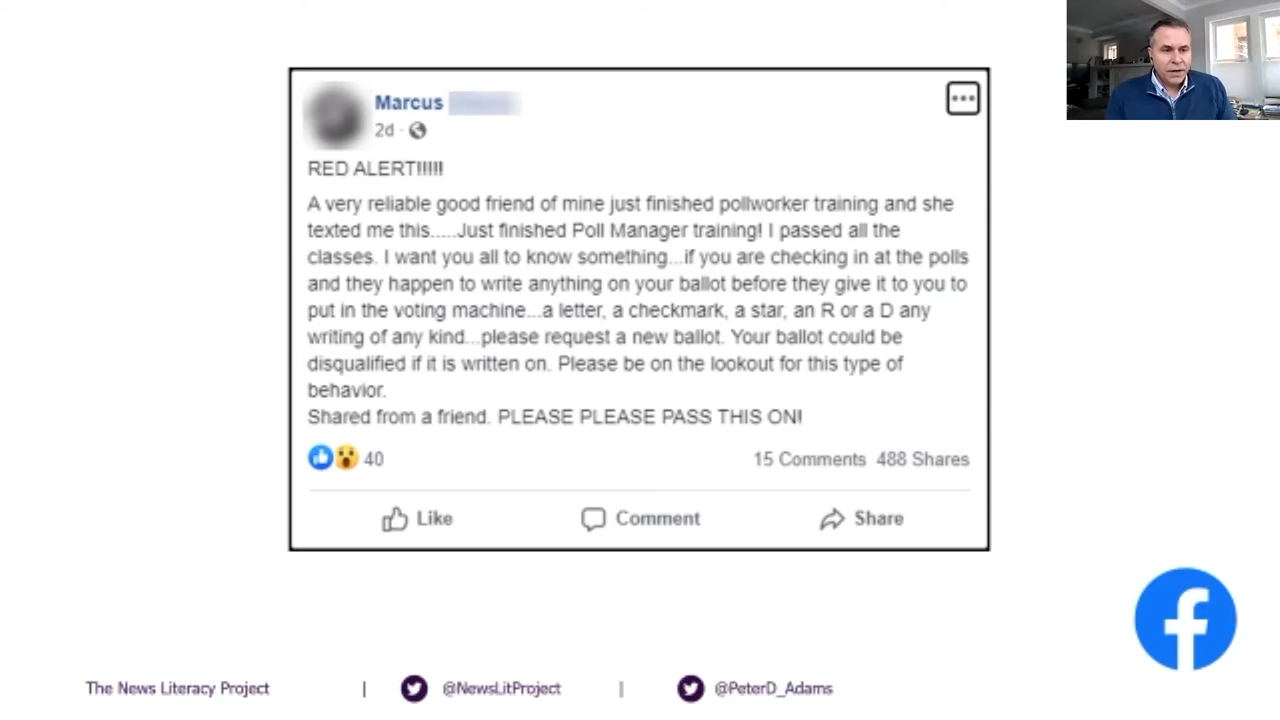 Marcus
2d
RED ALERT!!!!!
A very reliable good friend of mine just finished pollworker training and she
texted me this.....Just finished Poll Manager training! I passed all the
classes. I want you all to know something...if you are checking in at the polls
and they happen to write anything on your ballot before they give it to you to
put in the voting machine...a letter, a checkmark, a star, an R or a D any
writing of any kind...please request a new ballot. Your ballot could be
disqualified if it is written on. Please be on the lookout for this type of
behavior.
Shared from a friend. PLEASE PLEASE PASS THIS ON!
40 15 Comments 488 Shares
Like Comment Share
The News Literacy Project | @NewsLitProject | @PeterD_Adams